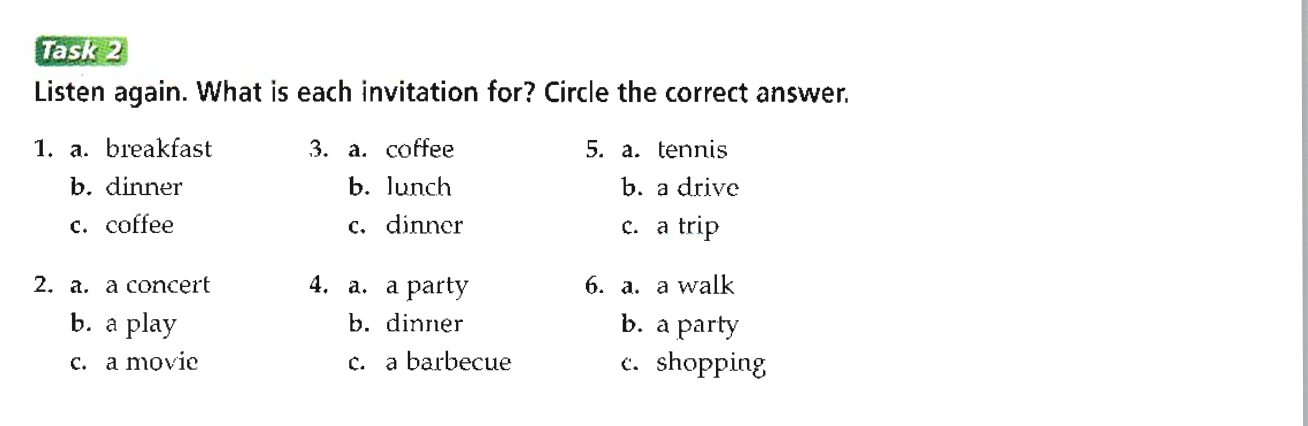 Task 2
Listen again. What is each invitation for? Circle the correct answer.
1. a. breakfast
b. dinner
c. coffee
2. a. a concert
b. a play
c. a movie
3. a. coffee
b. lunch
c. dinner
4. a. a party
b. dinner
c. a barbecue
5. a. tennis
b. a drive
c. a trip
6. a. a walk
b. a party
c. shopping